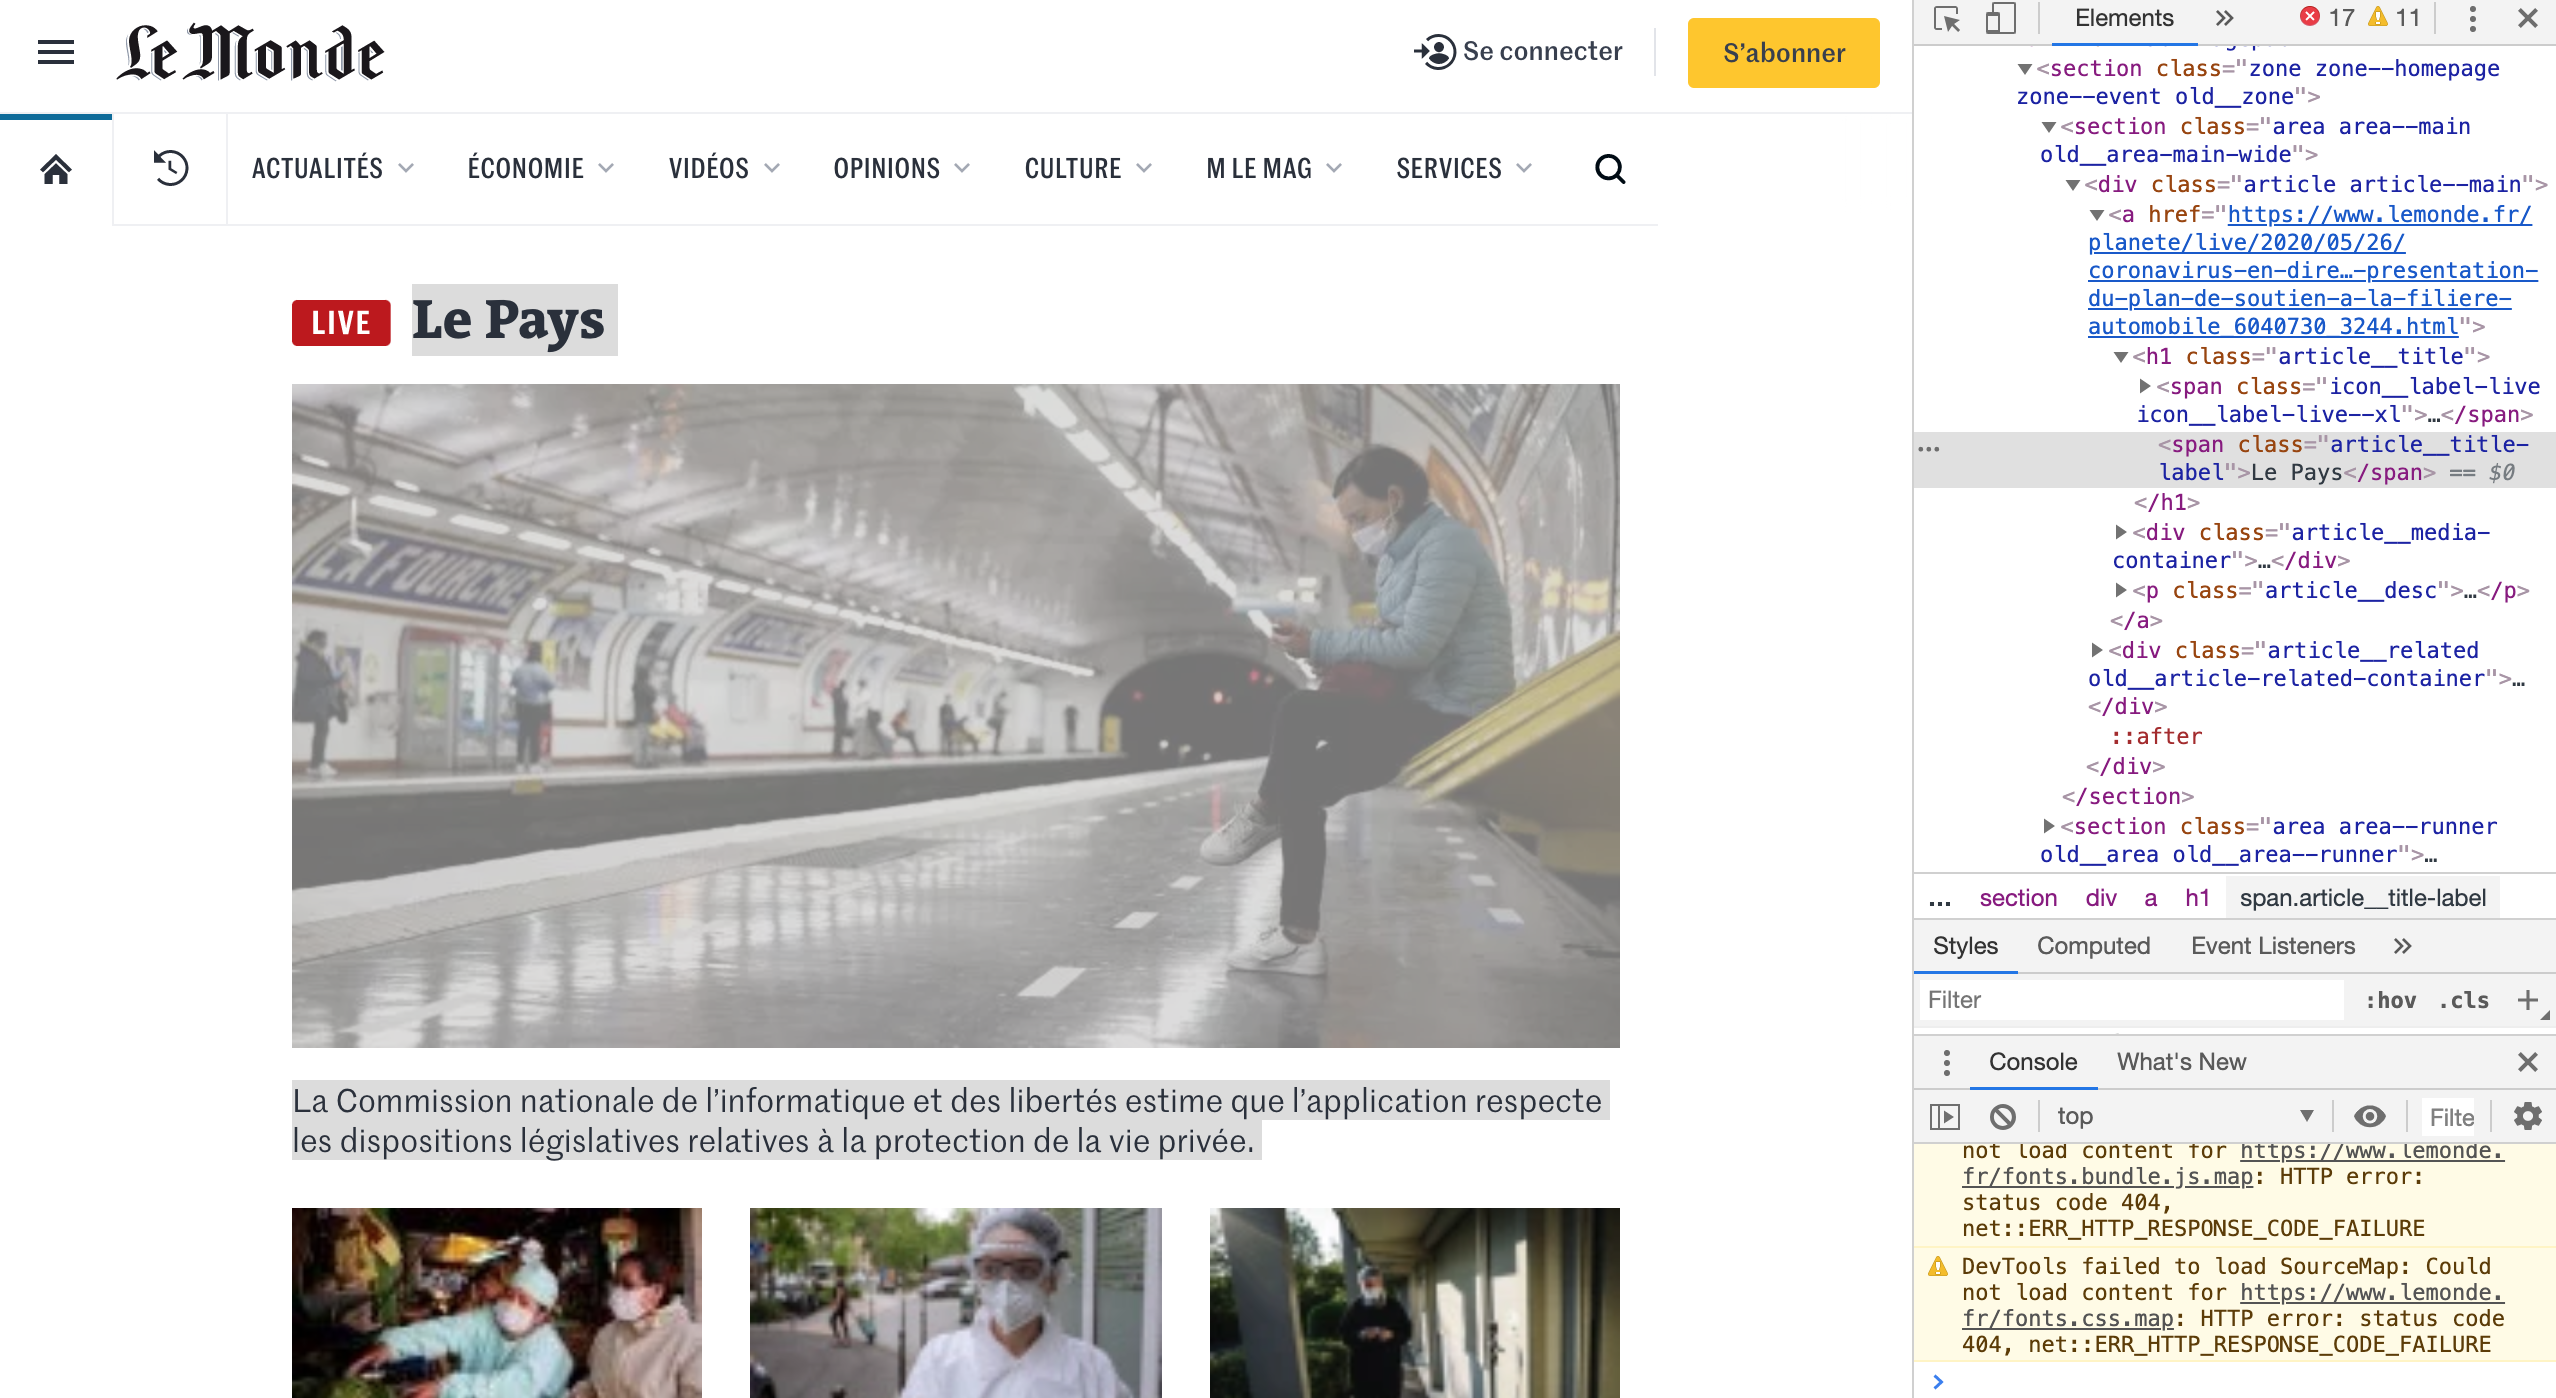 Le Monde
Se connecter
S’abonner
ACTUALITÉS
ÉCONOMIE
VIDÉOS
OPINIONS
CULTURE
M LE MAG
SERVICES
LIVE
Le Pays
LA FOURCHE
La Commission nationale de l’informatique et des libertés estime que l’application respecte
les dispositions législatives relatives à la protection de la vie privée.
Elements
17
11
<section class="zone zone--homepage
zone--event old__zone">
<section class="area area--main
old__area-main-wide">
<div class="article article--main">
<a href="https://www.lemonde.fr/
planete/live/2020/05/26/
coronavirus-en-dire…-presentation-
du-plan-de-soutien-a-la-filiere-
automobile_6040730_3244.html">
<h1 class="article__title">
<span class="icon__label-live
icon__label-live--xl">…</span>
<span class="article__title-
label">Le Pays</span> == $0
</h1>
<div class="article__media-
container">…</div>
<p class="article__desc">…</p>
</a>
<div class="article__related
old__article-related-container">…
</div>
::after
</div>
</section>
<section class="area area--runner
old__area old__area--runner">…
… section div a h1 span.article__title-label
Styles Computed Event Listeners
Filter :hov .cls +
Console What's New
top Filte
not load content for https://www.lemonde.
fr/fonts.bundle.js.map: HTTP error:
status code 404,
net::ERR_HTTP_RESPONSE_CODE_FAILURE
DevTools failed to load SourceMap: Could
not load content for https://www.lemonde.
fr/fonts.css.map: HTTP error: status code
404, net::ERR_HTTP_RESPONSE_CODE_FAILURE